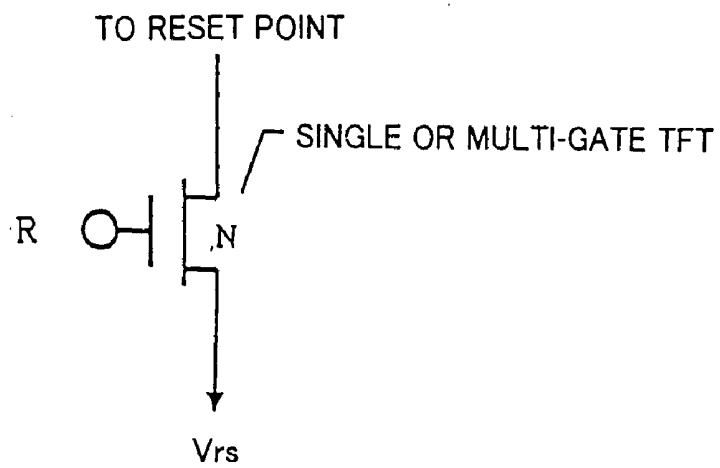 TO RESET POINT
SINGLE OR MULTI-GATE TFT
R
N
Vrs